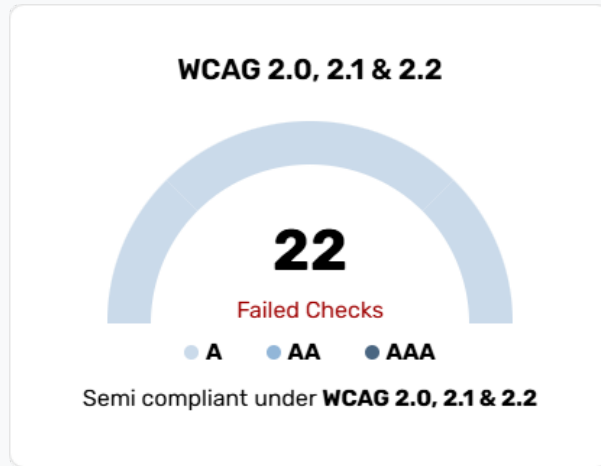 WCAG 2.0, 2.1 & 2.2
22
Failed Checks
A AA AAA
Semi compliant under WCAG 2.0, 2.1 & 2.2